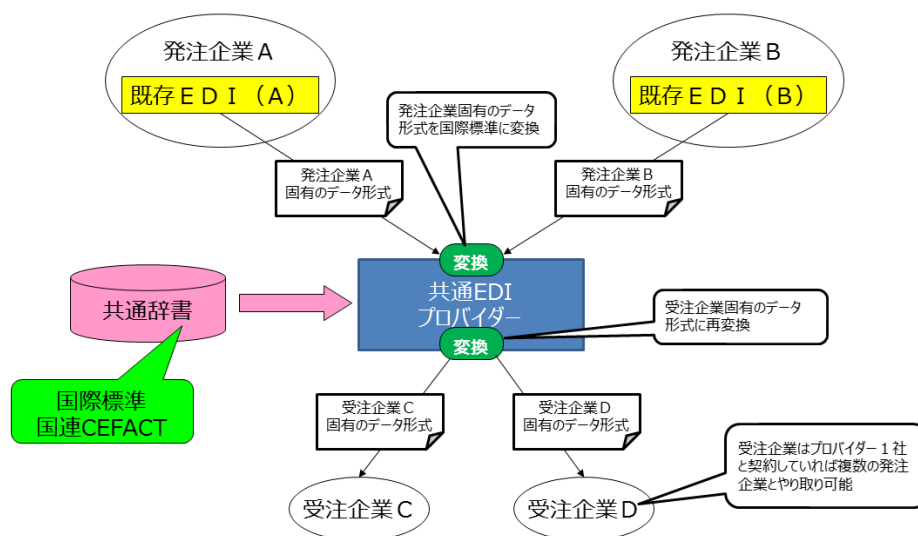 発注企業Ａ
既存ＥＤＩ（Ａ）
発注企業Ｂ
既存ＥＤＩ（Ｂ）
発注企業固有のデータ
形式を国際標準に変換
発注企業Ａ
固有のデータ形式
発注企業Ｂ
固有のデータ形式
変換
共通EDI
プロバイダー
変換
共通辞書
国際標準
国連CEFACT
受注企業固有のデータ
形式に再変換
受注企業Ｃ
固有のデータ形式
受注企業Ｄ
固有のデータ形式
受注企業はプロバイダー１社
と契約していれば複数の発注
企業とやり取り可能
受注企業Ｃ
受注企業Ｄ